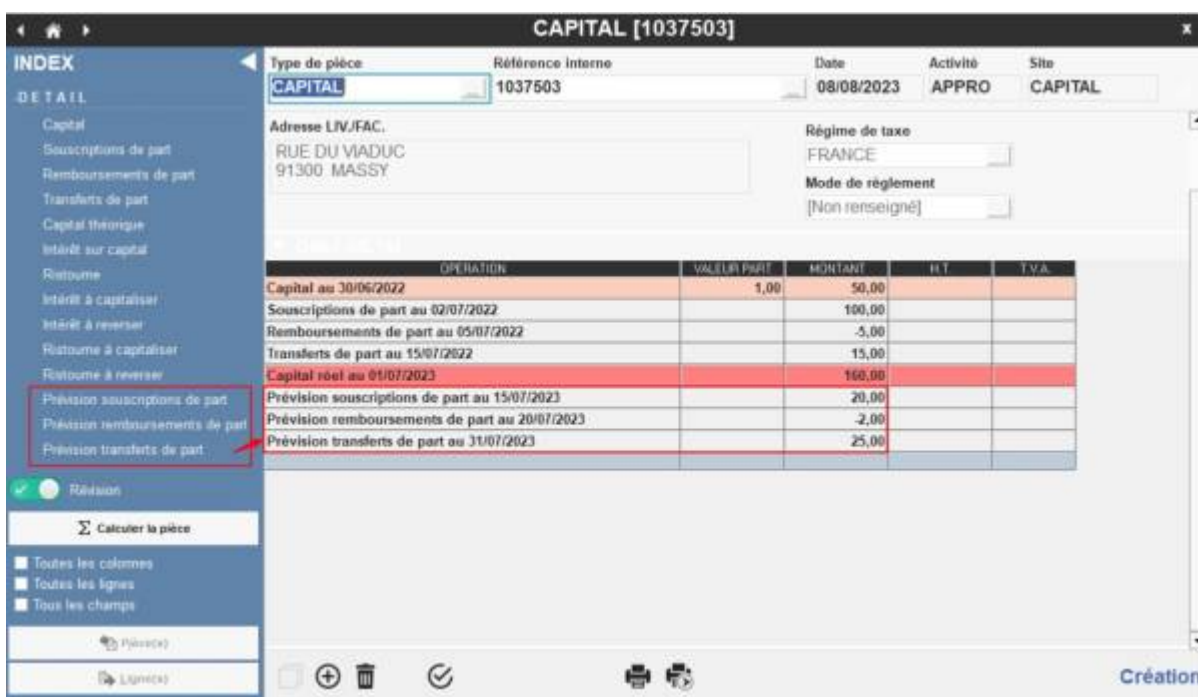 CAPITAL [1037503]
x
INDEX
DETAIL
Capital
Souscriptions de part
Remboursements de part
Transferts de part
Capital théorique
Intérêt sur capital
Ristourne
Intérêt à capitaliser
Intérêt à reverser
Ristourne à capitaliser
Ristourne à reverser
Prévision souscriptions de part
Prévision remboursements de part
Prévision transferts de part
Révision
Σ Calculer la pièce
Toutes les colonnes
Toutes les lignes
Tous les champs
Pièce(s)
Ligne(s)
Type de pièce Référence interne Date Activité Site
CAPITAL 1037503 08/08/2023 APPRO CAPITAL
Adresse LIV./FAC.
RUE DU VIADUC
91300 MASSY
Régime de taxe
FRANCE
Mode de règlement
[Non renseigné]
OPERATION VALEUR PART MONTANT H.T. T.V.A.
Capital au 30/06/2022 1,00 50,00
Souscriptions de part au 02/07/2022 100,00
Remboursements de part au 05/07/2022 -5,00
Transferts de part au 15/07/2022 15,00
Capital réel au 01/07/2023 160,00
Prévision souscriptions de part au 15/07/2023 20,00
Prévision remboursements de part au 20/07/2023 -2,00
Prévision transferts de part au 31/07/2023 25,00
Création